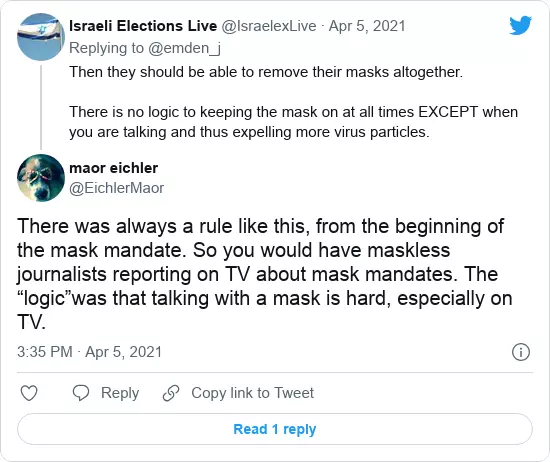 Israeli Elections Live @IsraelexLive · Apr 5, 2021
Replying to @emden_j
Then they should be able to remove their masks altogether.
There is no logic to keeping the mask on at all times EXCEPT when
you are talking and thus expelling more virus particles.
maor eichler
@EichlerMaor
There was always a rule like this, from the beginning of
the mask mandate. So you would have maskless
journalists reporting on TV about mask mandates. The
“logic”was that talking with a mask is hard, especially on
TV.
3:35 PM · Apr 5, 2021
Reply
Copy link to Tweet
Read 1 reply